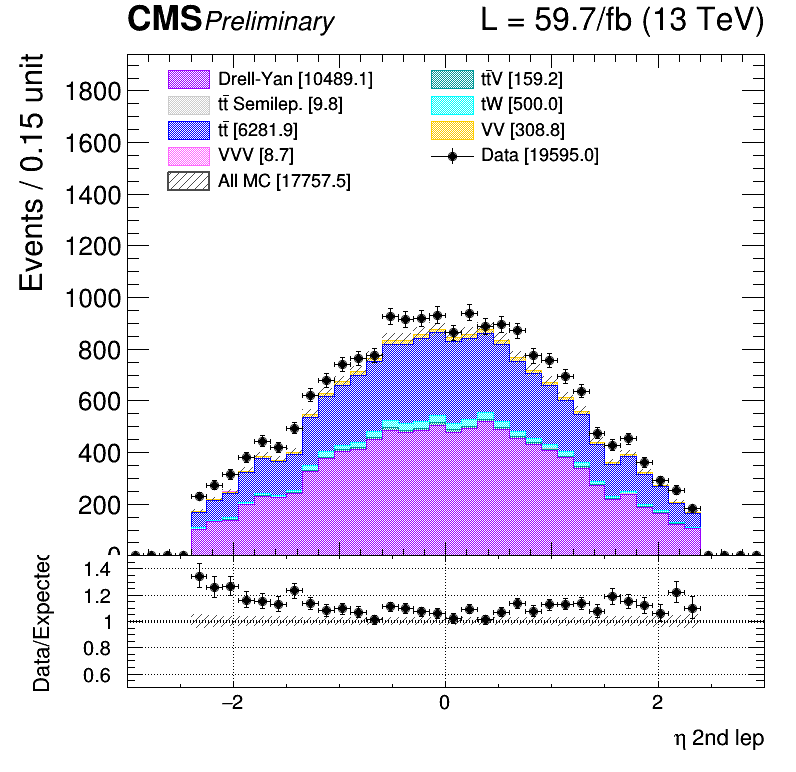 CMS Preliminary L = 59.7/fb (13 TeV)
Events / 0.15 unit
1800
1600
1400
1200
1000
800
600
400
200
0
Drell-Yan [10489.1]
tt̄ Semilep. [9.8]
tt̄ [6281.9]
VVV [8.7]
All MC [17757.5]
tt̄V [159.2]
tW [500.0]
VV [308.8]
Data [19595.0]
Data/Expected
1.4
1.2
1
0.8
0.6
−2 0 2
η 2nd lep